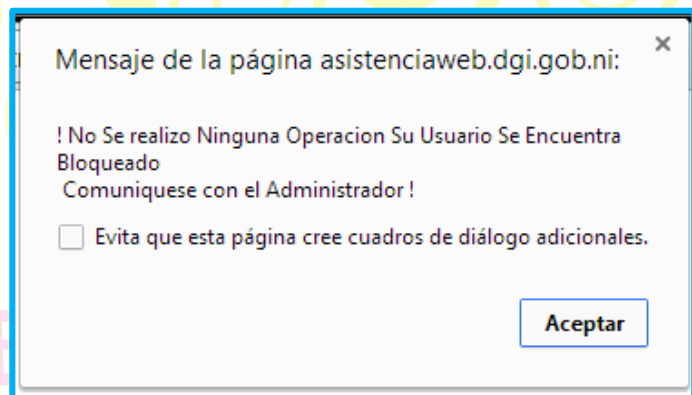 Mensaje de la página asistenciaweb.dgi.gob.ni:
! No Se realizo Ninguna Operacion Su Usuario Se Encuentra
Bloqueado
Comuniquese con el Administrador !
Evita que esta página cree cuadros de diálogo adicionales.
Aceptar